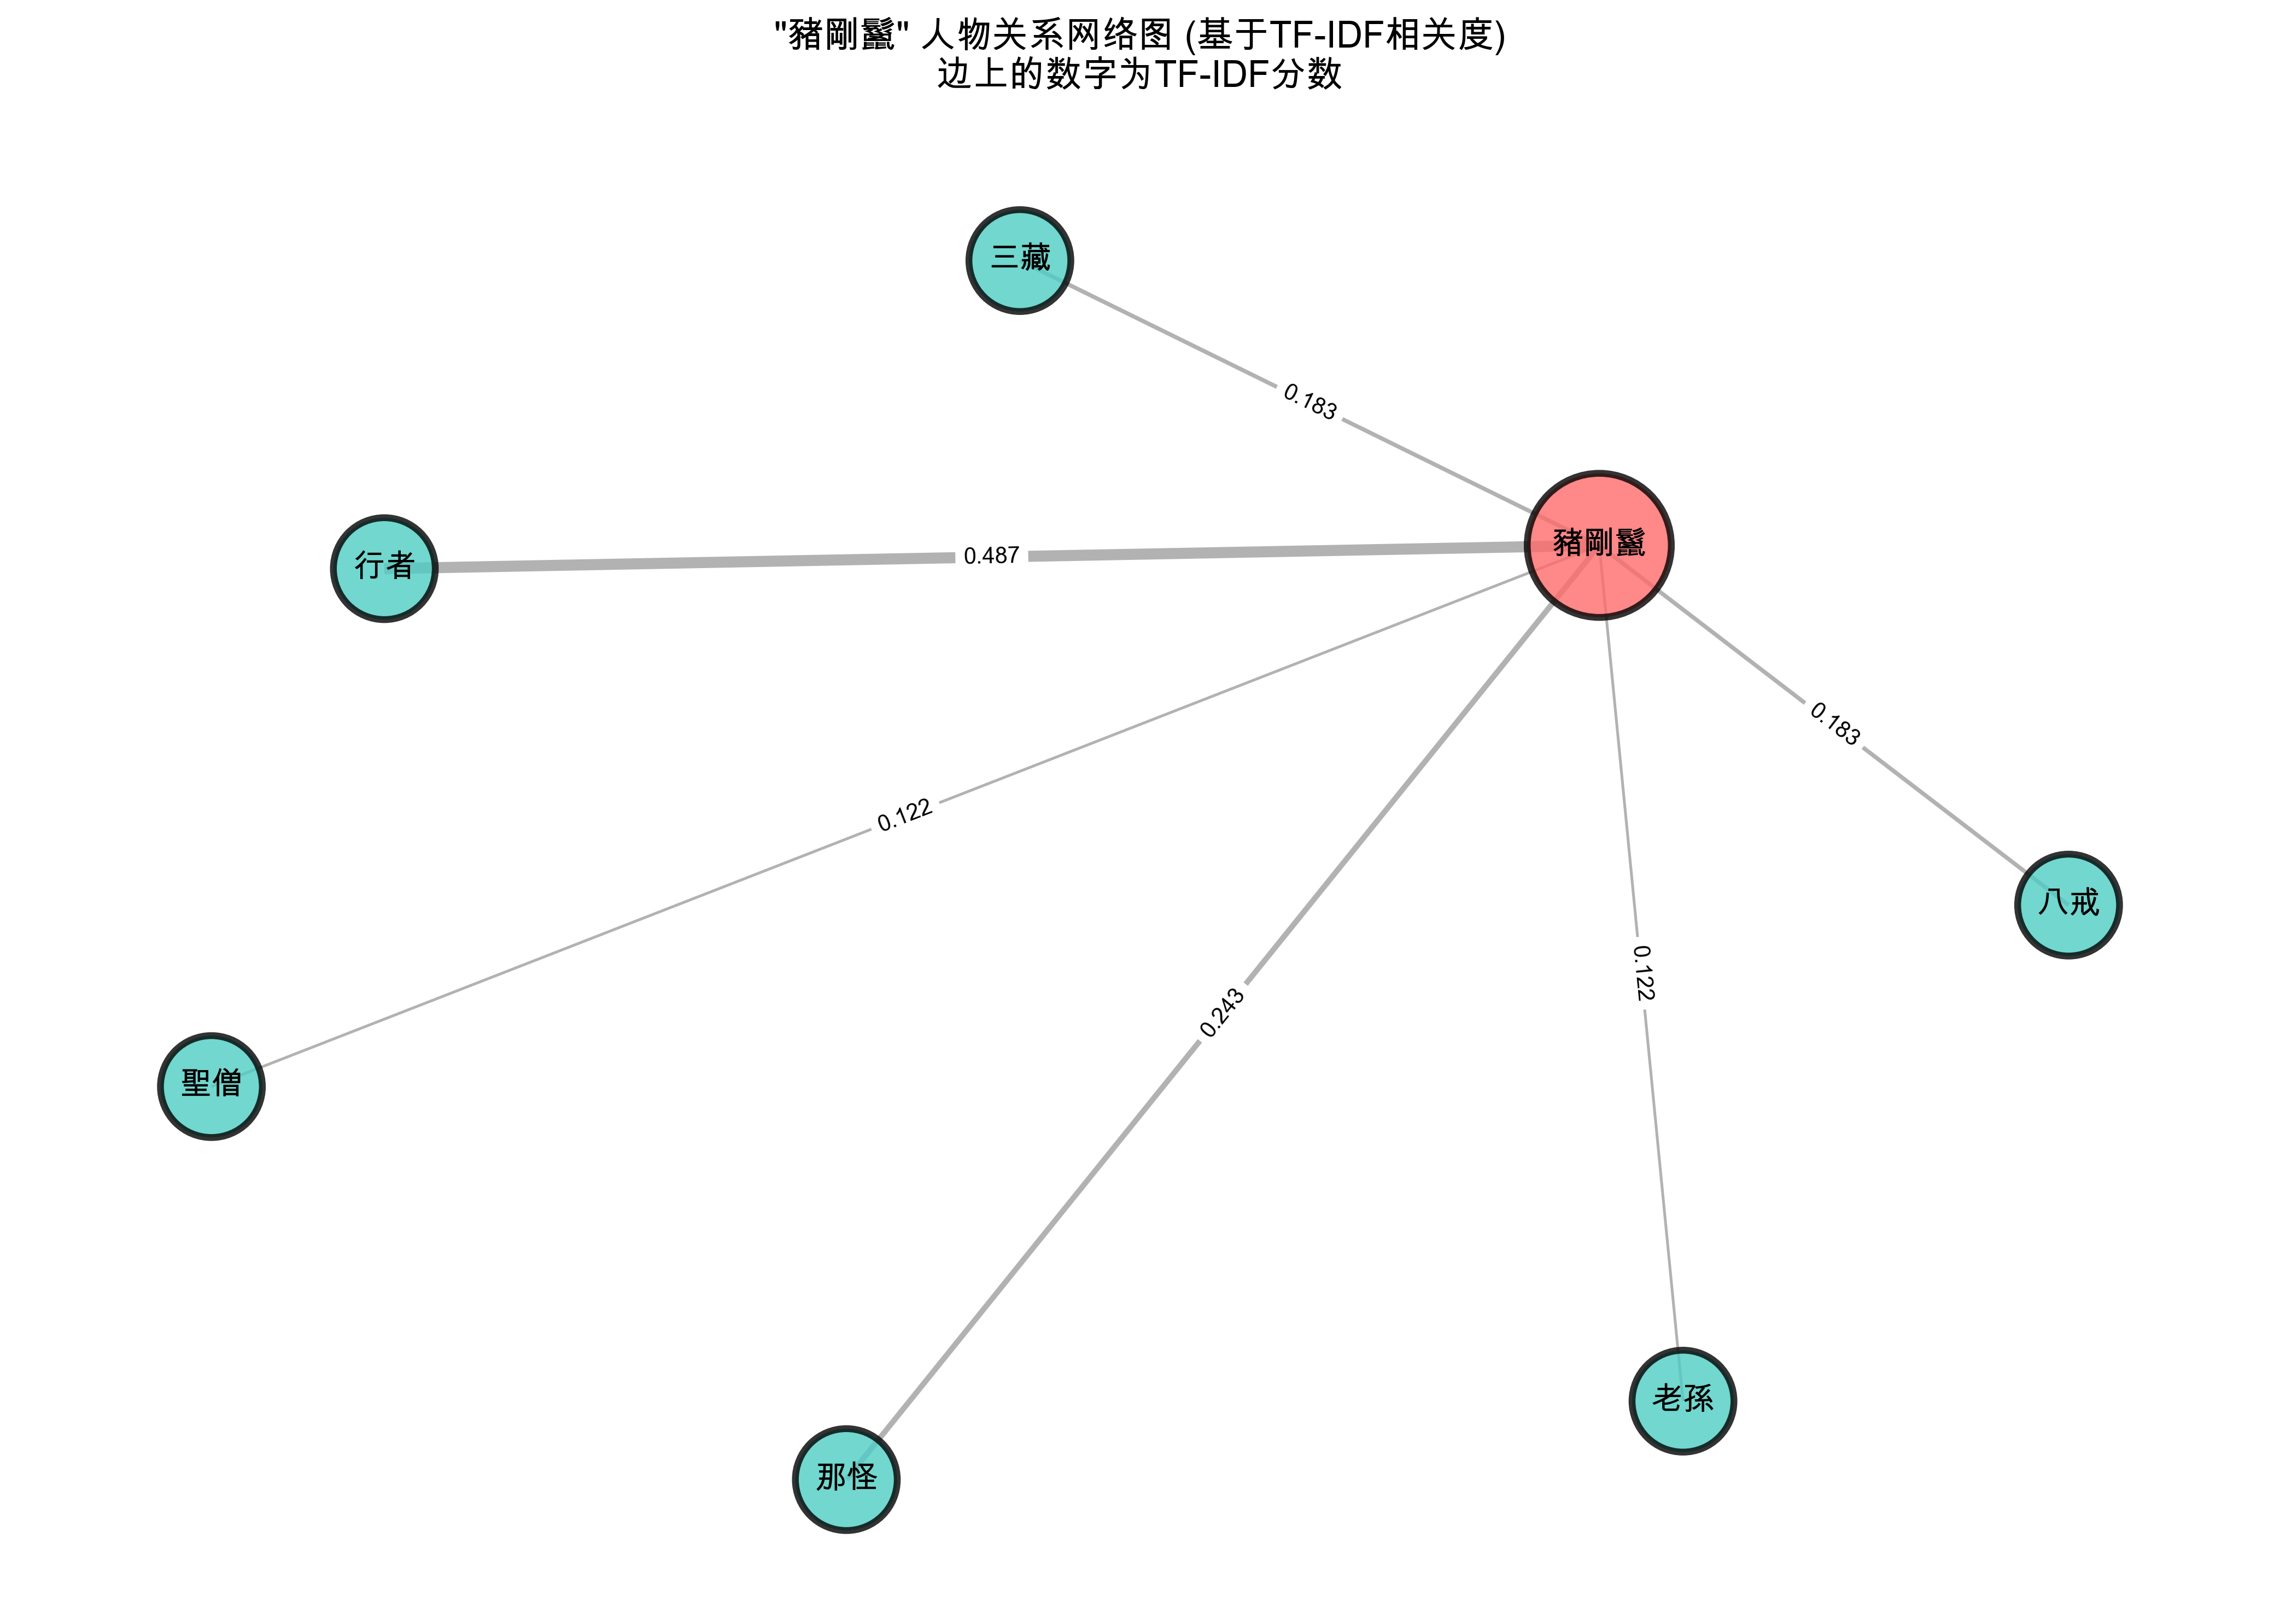 "豬剛鬣" 人物关系网络图 (基于TF-IDF相关度)
边上的数字为TF-IDF分数
三藏
0.183
豬剛鬣
行者
0.487
0.183
0.122
八戒
0.122
0.243
聖僧
老孫
那怪